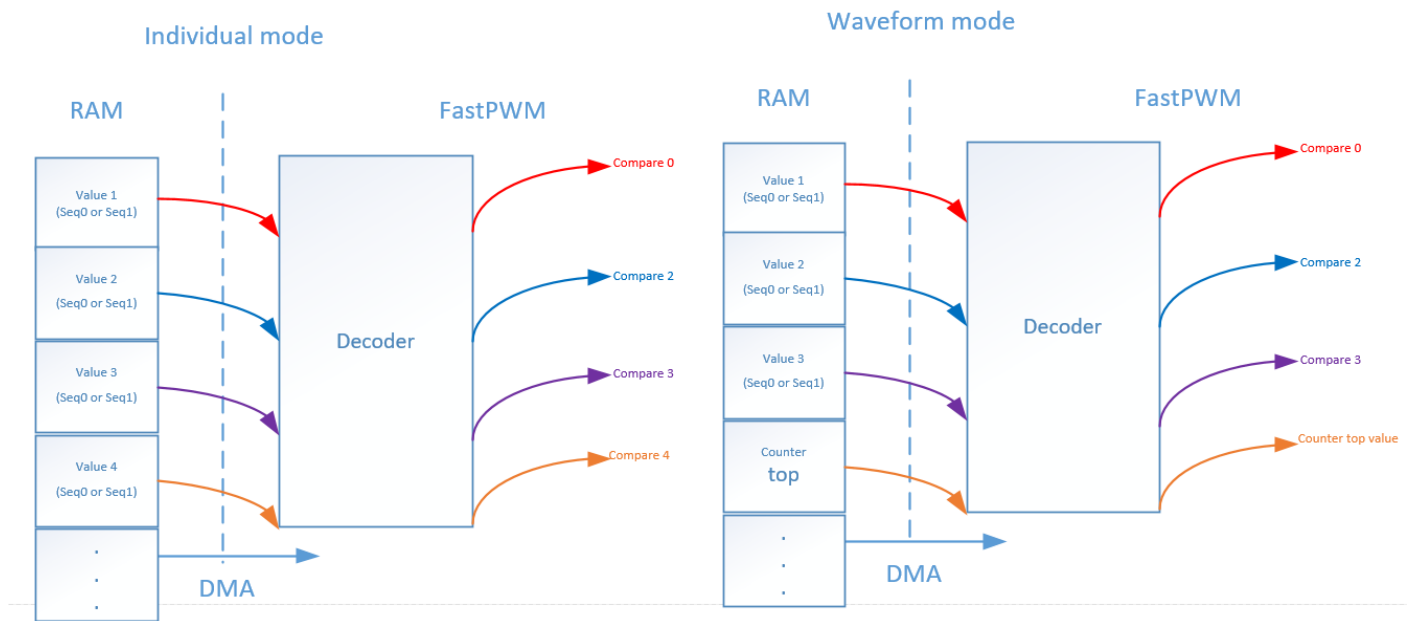 Individual mode
RAM
FastPWM
Value 1
(Seq0 or Seq1)
Value 2
(Seq0 or Seq1)
Value 3
(Seq0 or Seq1)
Value 4
(Seq0 or Seq1)
.
.
.
Decoder
Compare 0
Compare 2
Compare 3
Compare 4
DMA
Waveform mode
RAM
FastPWM
Value 1
(Seq0 or Seq1)
Value 2
(Seq0 or Seq1)
Value 3
(Seq0 or Seq1)
Counter
top
.
.
.
Decoder
Compare 0
Compare 2
Compare 3
Counter top value
DMA